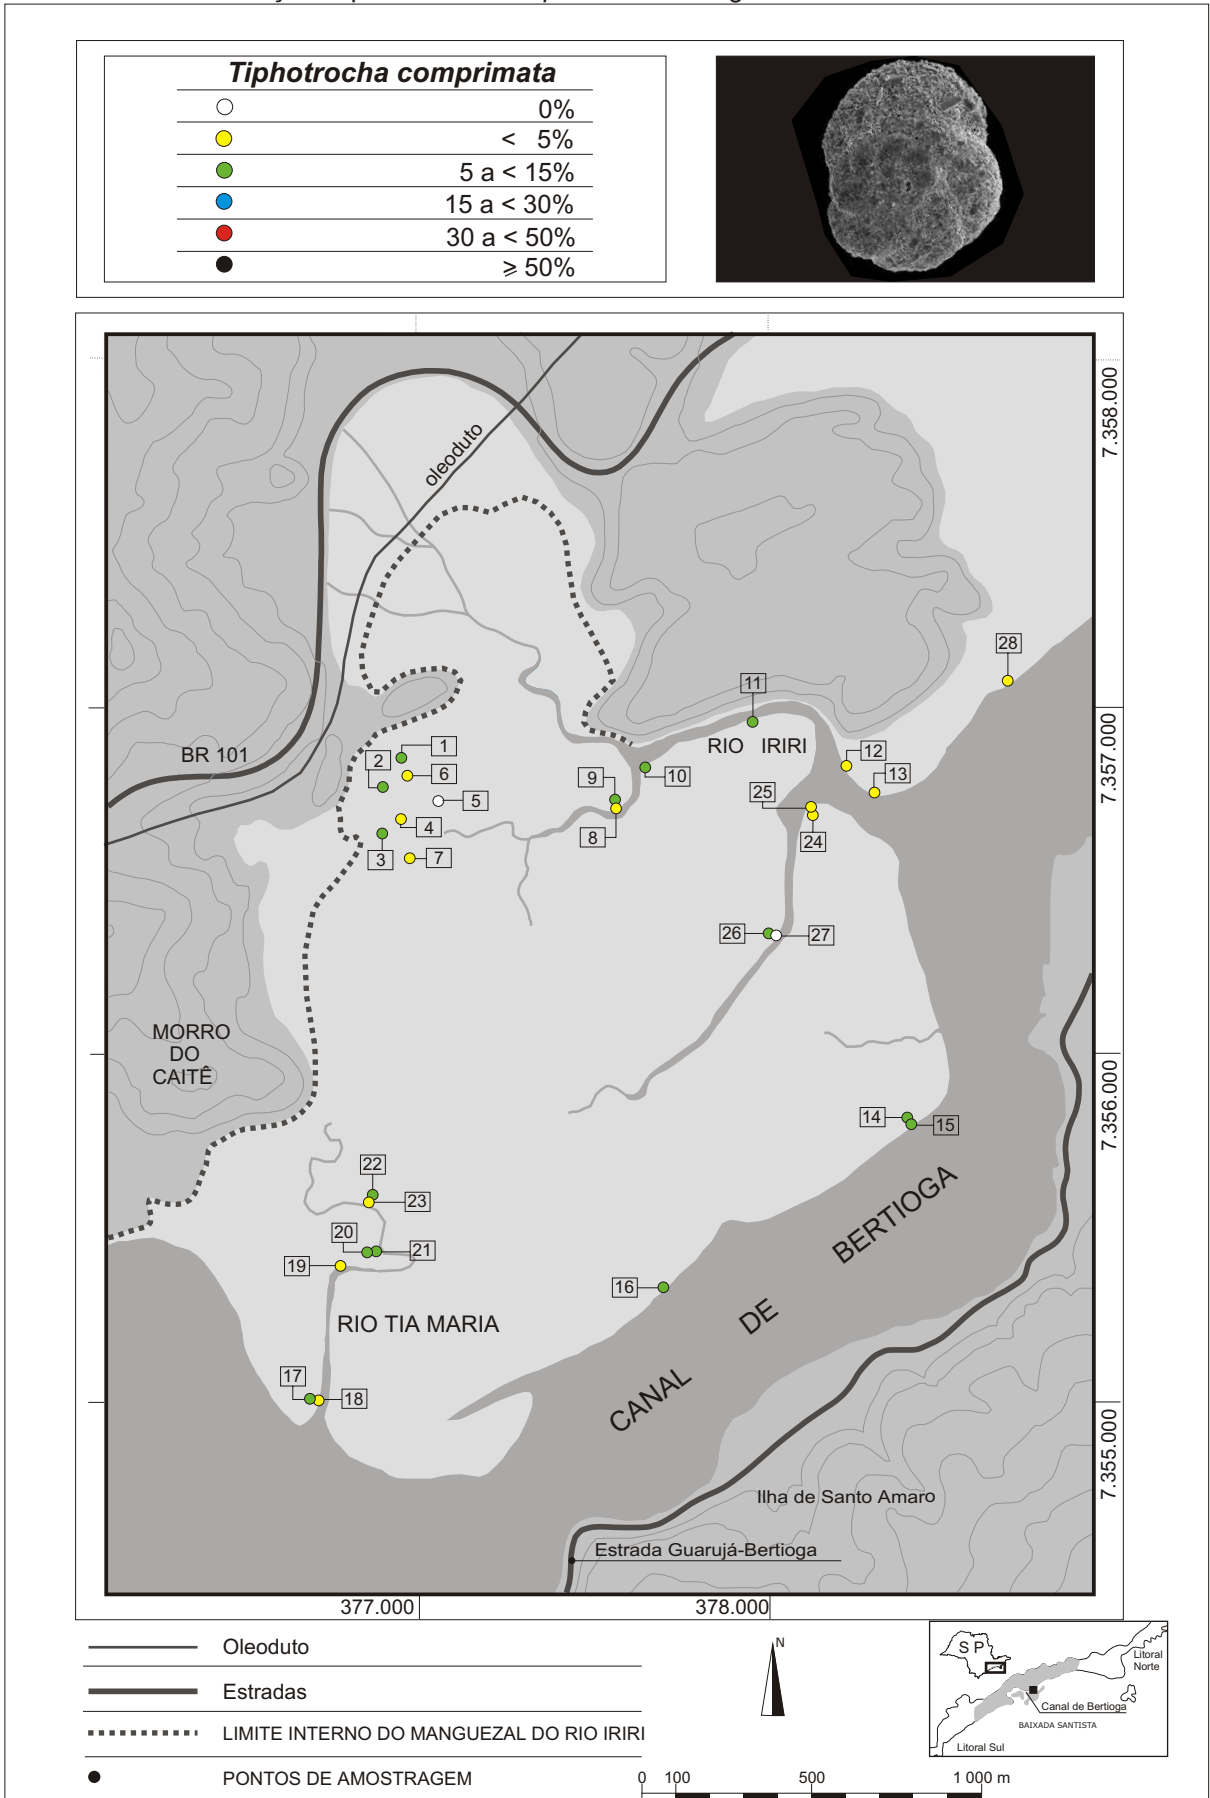 Tiphotrocha comprimata
0%
< 5%
5 a < 15%
15 a < 30%
30 a < 50%
⩾ 50%
7.358.000
oleoduto
28
11
BR 101
RIO IRIRI
7.357.000
1
2
6
12
13
9
10
5
25
4
8
24
3
7
26
27
MORRO
DO
CAITÊ
7.356.000
14
15
22
23
20
21
19
BERTIOGA
16
DE
RIO TIA MARIA
17
18
CANAL
7.355.000
Ilha de Santo Amaro
Estrada Guarujá-Bertioga
377.000
378.000
Oleoduto
Estradas
LIMITE INTERNO DO MANGUEZAL DO RIO IRIRI
PONTOS DE AMOSTRAGEM
N
0 100 500 1 000 m
S P
Litoral
Norte
Canal de Bertioga
BAIXADA SANTISTA
Litoral Sul